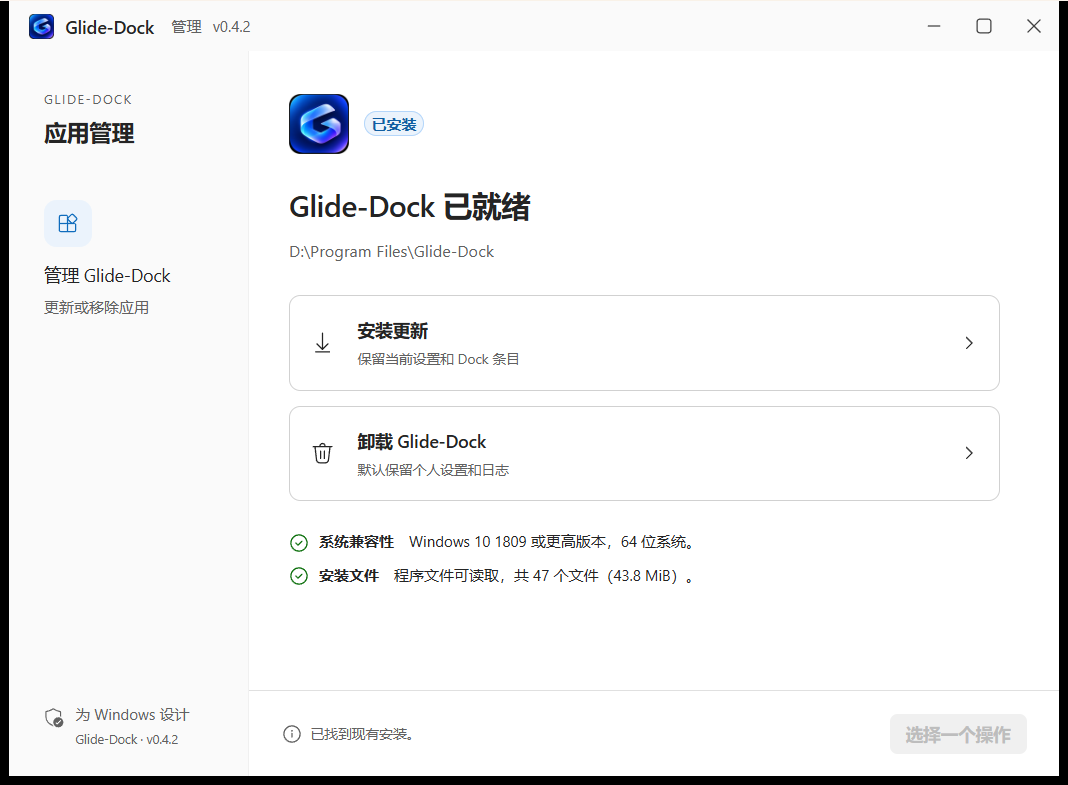 Glide-Dock 管理 v0.4.2
GLIDE-DOCK
应用管理
管理 Glide-Dock
更新或移除应用
为 Windows 设计
Glide-Dock · v0.4.2
已安装
Glide-Dock 已就绪
D:\Program Files\Glide-Dock
安装更新
保留当前设置和 Dock 条目
卸载 Glide-Dock
默认保留个人设置和日志
系统兼容性 Windows 10 1809 或更高版本，64 位系统。
安装文件 程序文件可读取，共 47 个文件（43.8 MiB）。
已找到现有安装。
选择一个操作